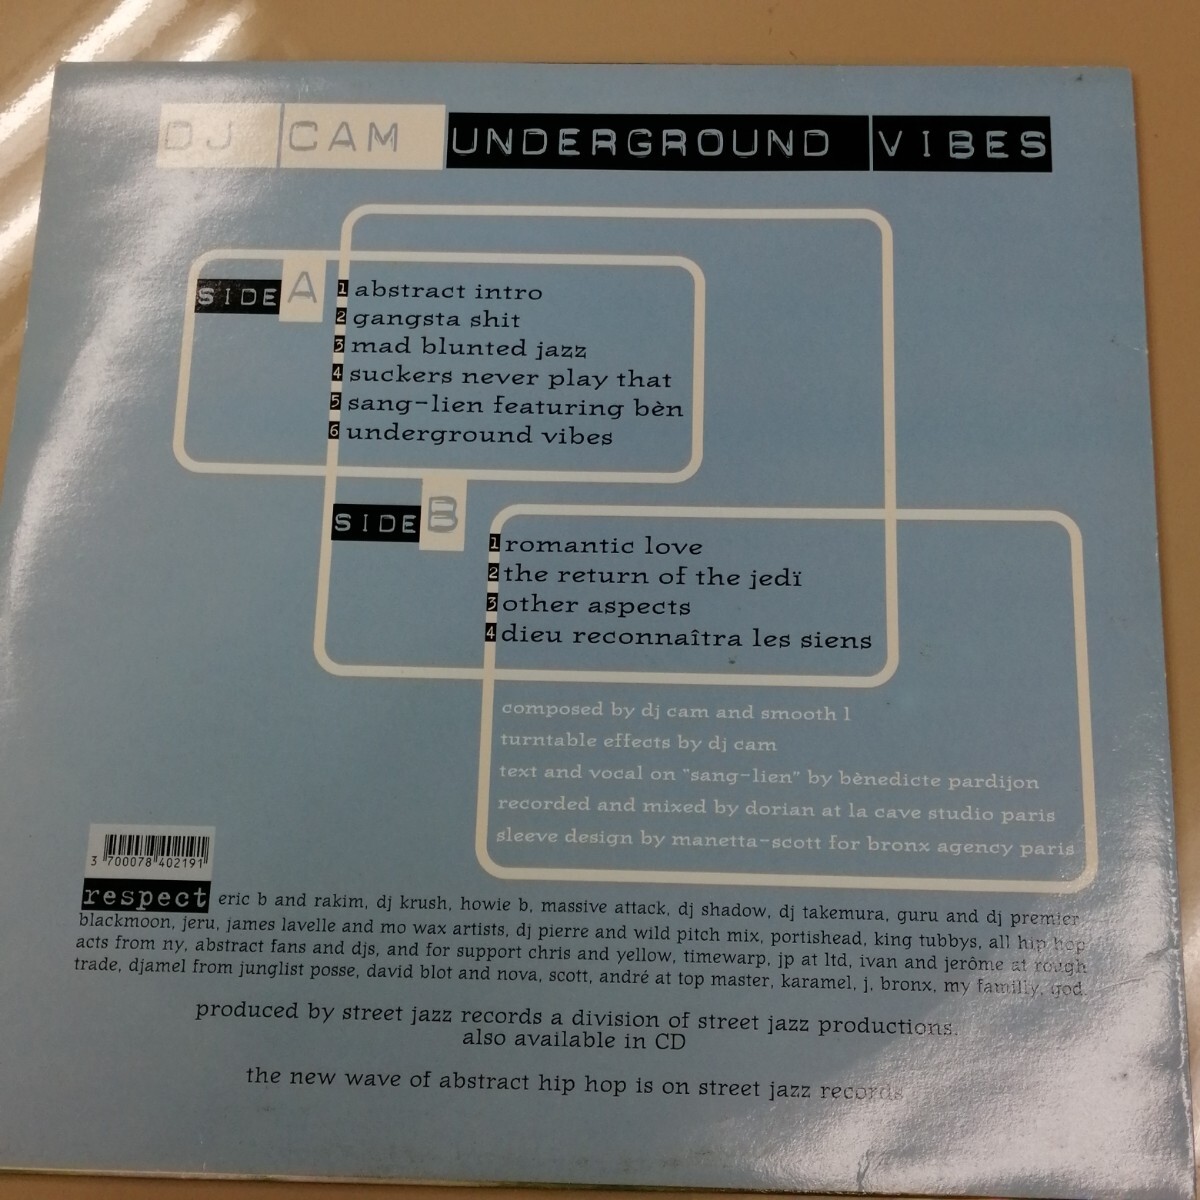 DJ CAM UNDERGROUND VIBES
SIDE A
1 abstract intro
2 gangsta shit
3 mad blunted jazz
4 suckers never play that
5 sang-lien featuring bèn
6 underground vibes
SIDE B
1 romantic love
2 the return of the jedï
3 other aspects
4 dieu reconnaîtra les siens
composed by dj cam and smooth l
turntable effects by dj cam
text and vocal on "sang-lien" by bènedicte pardijon
recorded and mixed by dorian at la cave studio paris
sleeve design by manetta-scott for bronx agency paris
3 700078 402191
respect eric b and rakim, dj krush, howie b, massive attack, dj shadow, dj takemura, guru and dj premier
blackmoon, jeru, james lavelle and mo wax artists, dj pierre and wild pitch mix, portishead, king tubbys, all hip hop
acts from ny, abstract fans and djs, and for support chris and yellow, timewarp, jp at ltd, ivan and jerôme at rough
trade, djamel from junglist posse, david blot and nova, scott, andré at top master, karamel, j. bronx, my familly, god.
produced by street jazz records a division of street jazz productions.
also available in CD
the new wave of abstract hip hop is on street jazz records